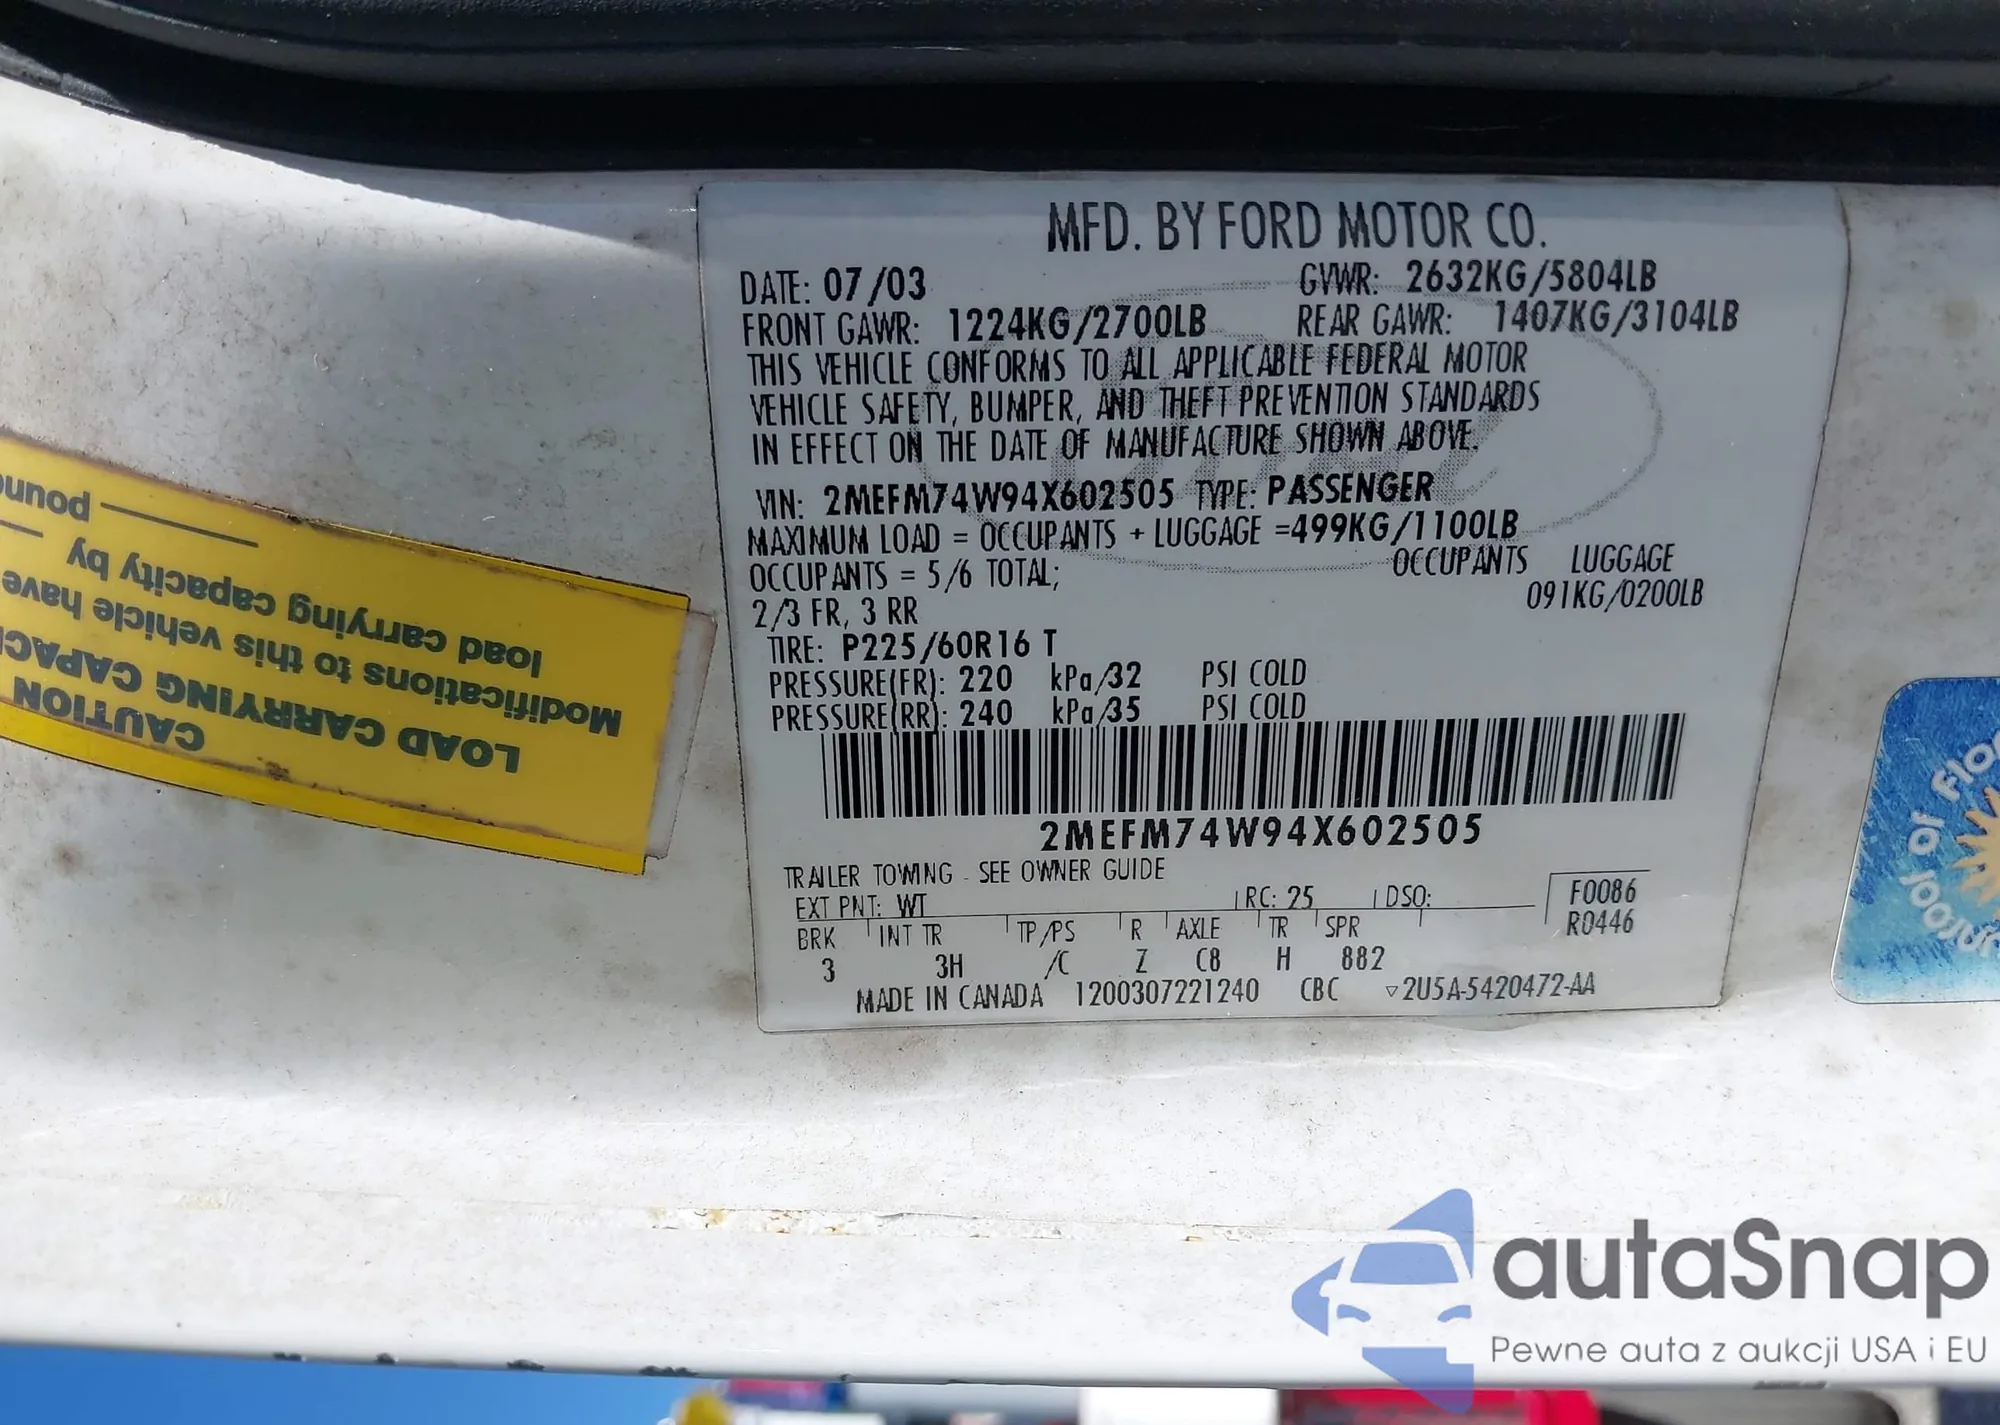 MFD. BY FORD MOTOR CO.
DATE: 07/03 GVWR: 2632KG/5804LB
FRONT GAWR: 1224KG/2700LB REAR GAWR: 1407KG/3104LB
THIS VEHICLE CONFORMS TO ALL APPLICABLE FEDERAL MOTOR
VEHICLE SAFETY, BUMPER, AND THEFT PREVENTION STANDARDS
IN EFFECT ON THE DATE OF MANUFACTURE SHOWN ABOVE.
VIN: 2MEFM74W94X602505 TYPE: PASSENGER
MAXIMUM LOAD = OCCUPANTS + LUGGAGE =499KG/1100LB
OCCUPANTS = 5/6 TOTAL; OCCUPANTS LUGGAGE
2/3 FR, 3 RR 091KG/0200LB
TIRE: P225/60R16 T
PRESSURE(FR): 220 kPa/32 PSI COLD
PRESSURE(RR): 240 kPa/35 PSI COLD
2MEFM74W94X602505
TRAILER TOWING - SEE OWNER GUIDE
EXT PNT: WT RC: 25 DSO: F0086
R0446
BRK INT TR TP/PS R AXLE TR SPR
3 3H /C Z C8 H 882
MADE IN CANADA 1200307221240 CBC ▽2U5A-5420472-AA
CAUTION
LOAD CARRYING CAPAC
Modifications to this vehicle have
load carrying capacity by
pound
of Flo
autaSnap
Pewne auta z aukcji USA i EU